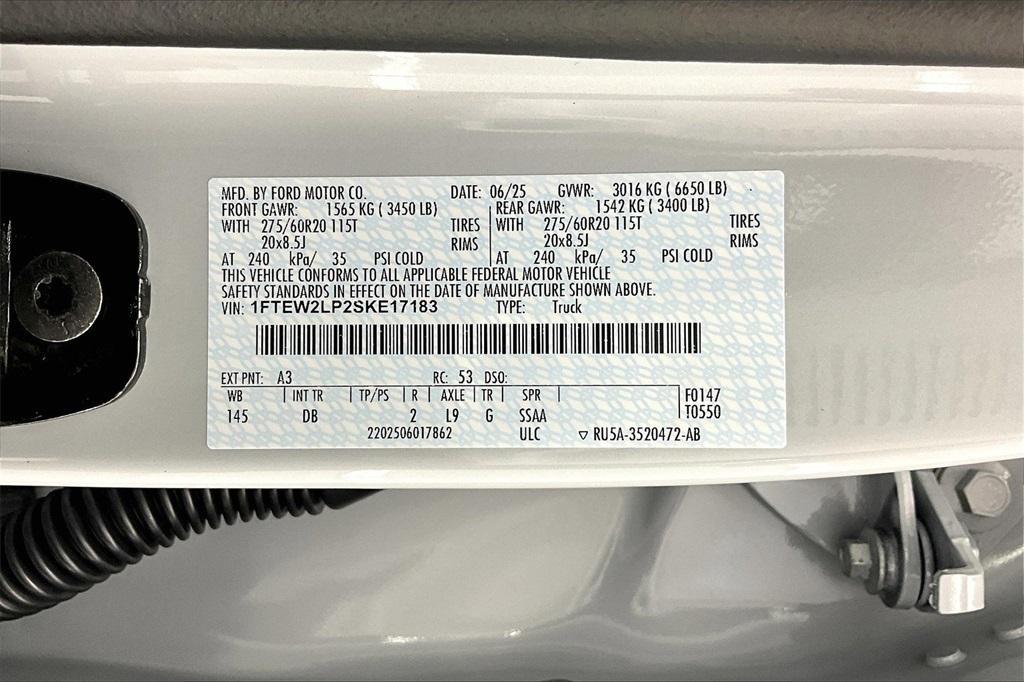 MFD. BY FORD MOTOR CO. DATE: 06/25 GVWR: 3016 KG ( 6650 LB)
FRONT GAWR: 1565 KG ( 3450 LB) REAR GAWR: 1542 KG ( 3400 LB)
WITH 275/60R20 115T TIRES WITH 275/60R20 115T TIRES
20x8.5J RIMS 20x8.5J RIMS
AT 240 kPa/ 35 PSI COLD AT 240 kPa/ 35 PSI COLD
THIS VEHICLE CONFORMS TO ALL APPLICABLE FEDERAL MOTOR VEHICLE
SAFETY STANDARDS IN EFFECT ON THE DATE OF MANUFACTURE SHOWN ABOVE.
VIN: 1FTEW2LP2SKE17183 TYPE: Truck
EXT PNT: A3 RC: 53 DSO:
WB INT TR TP/PS R AXLE TR SPR F0147
145 DB 2 L9 G SSAA T0550
2202506017862 ULC RU5A-3520472-AB